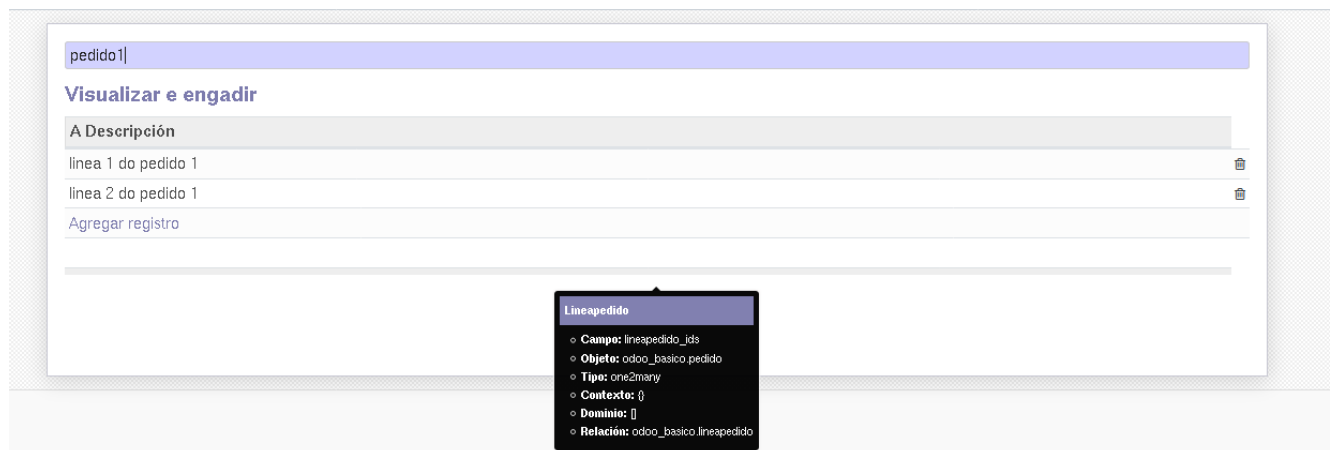 pedido1
Visualizar e engadir
A Descripción
linea 1 do pedido 1
linea 2 do pedido 1
Agregar registro
Lineapedido
Campo: lineapedido_ids
Objeto: odoo_basico.pedido
Tipo: one2many
Contexto: {}
Dominio: []
Relación: odoo_basico.lineapedido